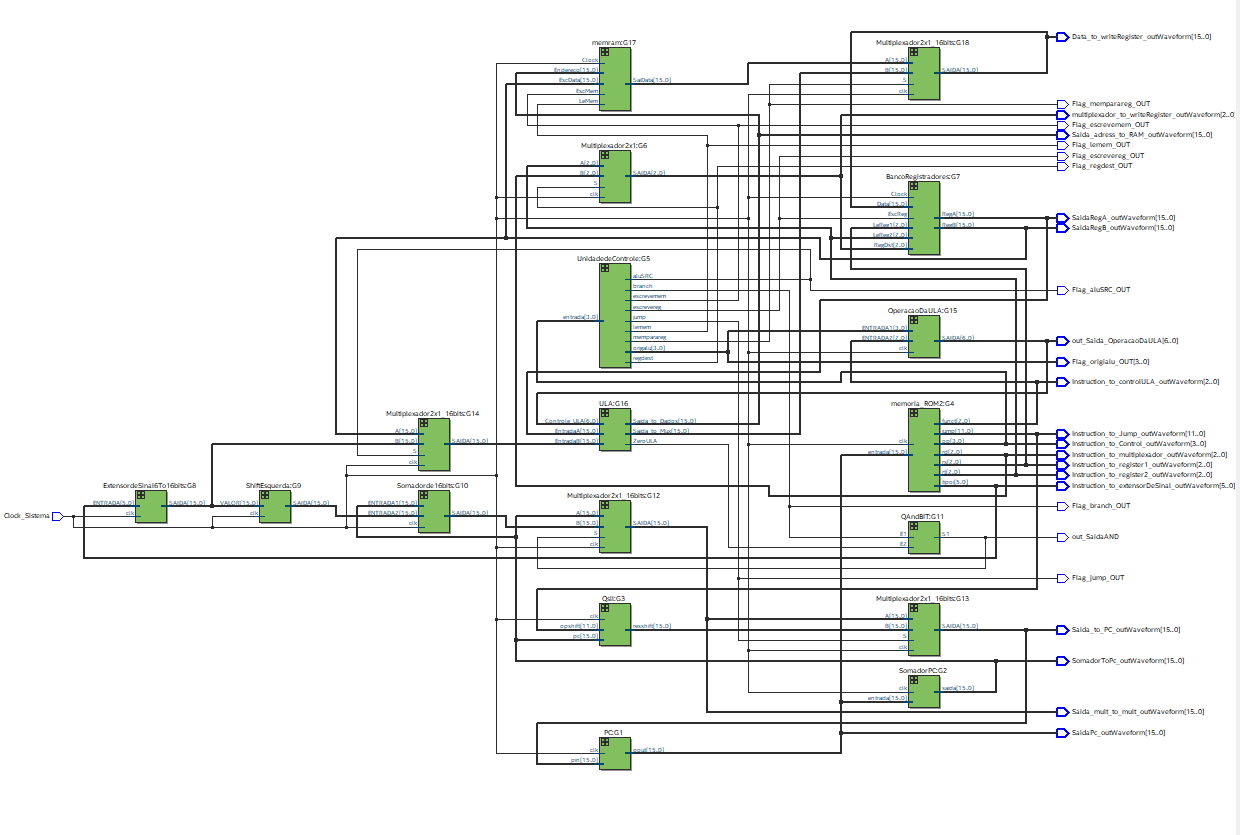 memram:G17
Clock
Endereco[15..0]
EscData[15..0]
EscMem
LeMem
SaiData[15..0]
Multiplexador2x1_16bits:G18
A[15..0]
B[15..0]
S
clk
SAIDA[15..0]
Data_to_writeRegister_outWaveform[15..0]
Flag_mempareg_OUT
multiplexador_to_writeRegister_outWaveform[2..0]
Flag_escrevemem_OUT
Saida_adress_to_RAM_outWaveform[15..0]
Flag_lemem_OUT
Flag_escrevereg_OUT
Flag_regdest_OUT
Multiplexador2x1:G6
A[2..0]
B[2..0]
S
clk
SAIDA[2..0]
BancoRegistradores:G7
Clock
Data[15..0]
EscReg
LeReg1[2..0]
LeReg2[2..0]
RegDst[2..0]
RegA[15..0]
RegB[15..0]
SaidaRegA_outWaveform[15..0]
SaidaRegB_outWaveform[15..0]
UnidadedeControle:G5
entrada[3..0]
aluSRC
branch
escrevemem
escrevereg
jump
lemem
memparareg
origalu[3..0]
regdest
Flag_aluSRC_OUT
OperacaoDaULA:G15
ENTRADA1[3..0]
ENTRADA2[2..0]
clk
SAIDA[6..0]
out_Saida_OperacaoDaULA[6..0]
Flag_origialu_OUT[3..0]
Instruction_to_controlULA_outWaveform[2..0]
Multiplexador2x1_16bits:G14
A[15..0]
B[15..0]
S
clk
SAIDA[15..0]
ULA:G16
Controle_ULA[6..0]
EntradaA[15..0]
EntradaB[15..0]
Saida_to_Dados[15..0]
Saida_to_Mux[15..0]
ZeroULA
memoria_ROM2:G4
clk
entrada[15..0]
funct[2..0]
jump[11..0]
op[3..0]
rd[2..0]
rs[2..0]
rt[2..0]
tipoi[5..0]
Instruction_to_Jump_outWaveform[11..0]
Instruction_to_Control_outWaveform[3..0]
Instruction_to_multiplexador_outWaveform[2..0]
Instruction_to_register1_outWaveform[2..0]
Instruction_to_register2_outWaveform[2..0]
Instruction_to_extensorDeSinal_outWaveform[5..0]
Clock_Sistema
ExtensordeSinal6To16bits:G8
ENTRADA[5..0]
clk
SAIDA[15..0]
ShiftEsquerda:G9
VALOR[15..0]
clk
SAIDA[15..0]
Somadorde16bits:G10
ENTRADA1[15..0]
ENTRADA2[15..0]
clk
SAIDA[15..0]
Multiplexador2x1_16bits:G12
A[15..0]
B[15..0]
S
clk
SAIDA[15..0]
Flag_branch_OUT
QAndBIT:G11
E1
E2
S1
out_SaidaAND
Flag_jump_OUT
Qsll:G3
clk
opshift[11..0]
pc[15..0]
resshift[15..0]
Multiplexador2x1_16bits:G13
A[15..0]
B[15..0]
S
clk
SAIDA[15..0]
Saida_to_PC_outWaveform[15..0]
SomadorToPc_outWaveform[15..0]
SomadorPC:G2
clk
entrada[15..0]
saida[15..0]
Saida_mult_to_mult_outWaveform[15..0]
SaidaPc_outWaveform[15..0]
PC:G1
clk
pin[15..0]
pout[15..0]